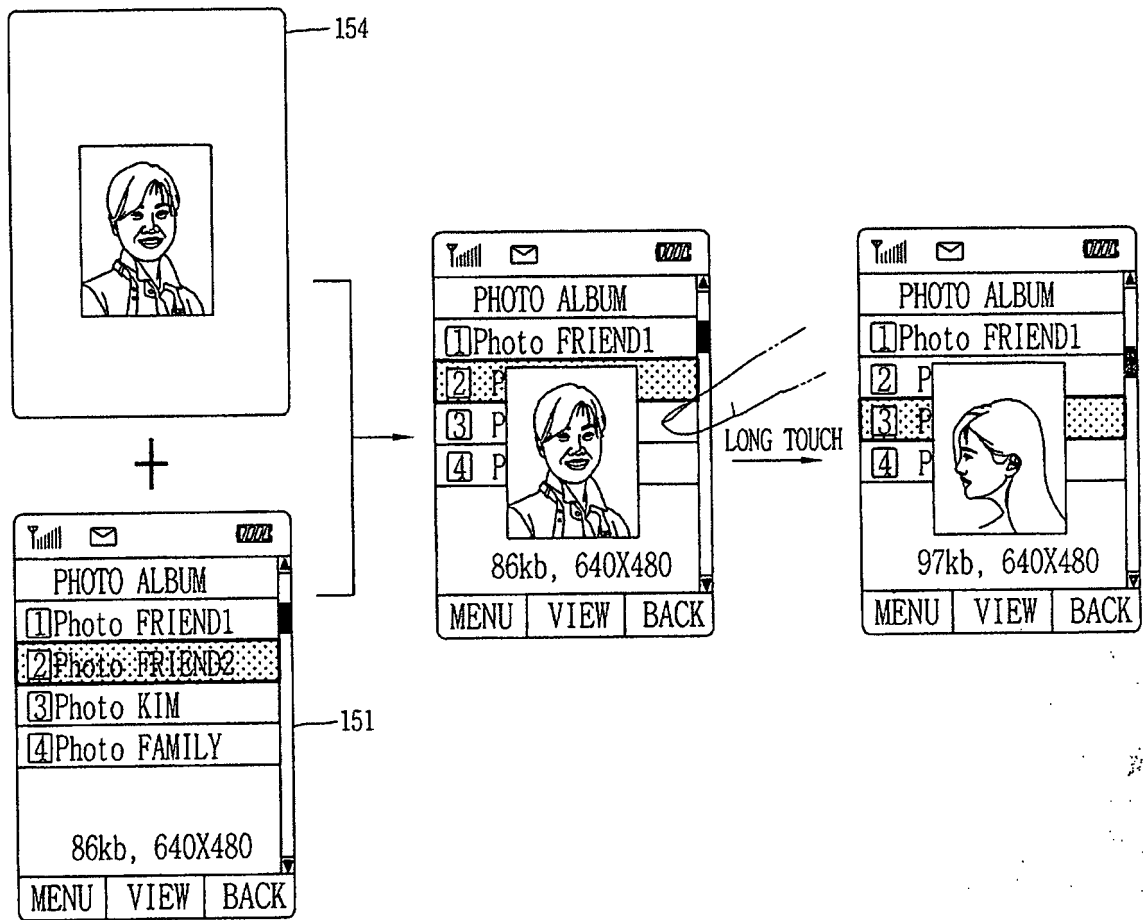 154
PHOTO ALBUM
1 Photo FRIEND1
2 Photo FRIEND2
3 Photo KIM
4 Photo FAMILY
86kb, 640X480
MENU VIEW BACK
151
PHOTO ALBUM
1 Photo FRIEND1
2 P
3 P
4 P
86kb, 640X480
MENU VIEW BACK
LONG TOUCH
PHOTO ALBUM
1 Photo FRIEND1
2 P
3 P
4 P
97kb, 640X480
MENU VIEW BACK